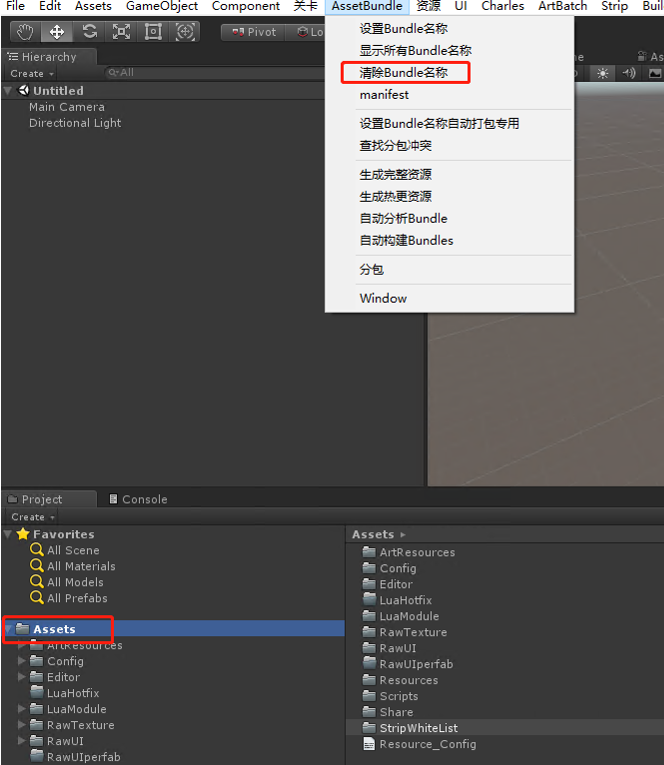 File Edit Assets GameObject Component 关卡 AssetBundle 资源 UI Charles ArtBatch Strip Buil
Pivot Lo
设置Bundle名称
显示所有Bundle名称
清除Bundle名称
manifest
设置Bundle名称自动打包专用
查找分包冲突
生成完整资源
生成热更资源
自动分析Bundle
自动构建Bundles
分包
Window
Hierarchy
Create All
Untitled
Main Camera
Directional Light
ne As
Project Console
Create
Favorites
All Scene
All Materials
All Models
All Prefabs
Assets
ArtResources
Config
Editor
LuaHotfix
LuaModule
RawTexture
RawUI
RawUIperfab
Assets
ArtResources
Config
Editor
LuaHotfix
LuaModule
RawTexture
RawUI
RawUIperfab
Resources
Scripts
Share
StripWhiteList
Resource_Config